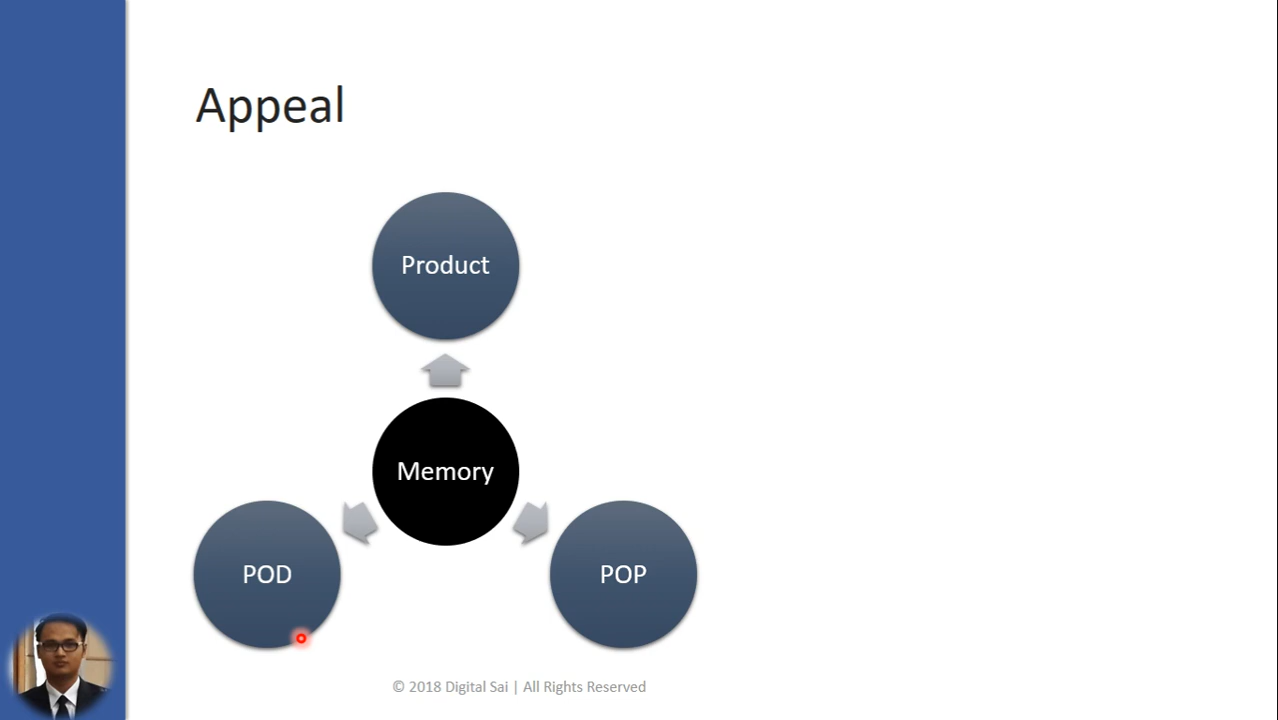 Appeal
Product
Memory
POD
POP
© 2018 Digital Sai | All Rights Reserved